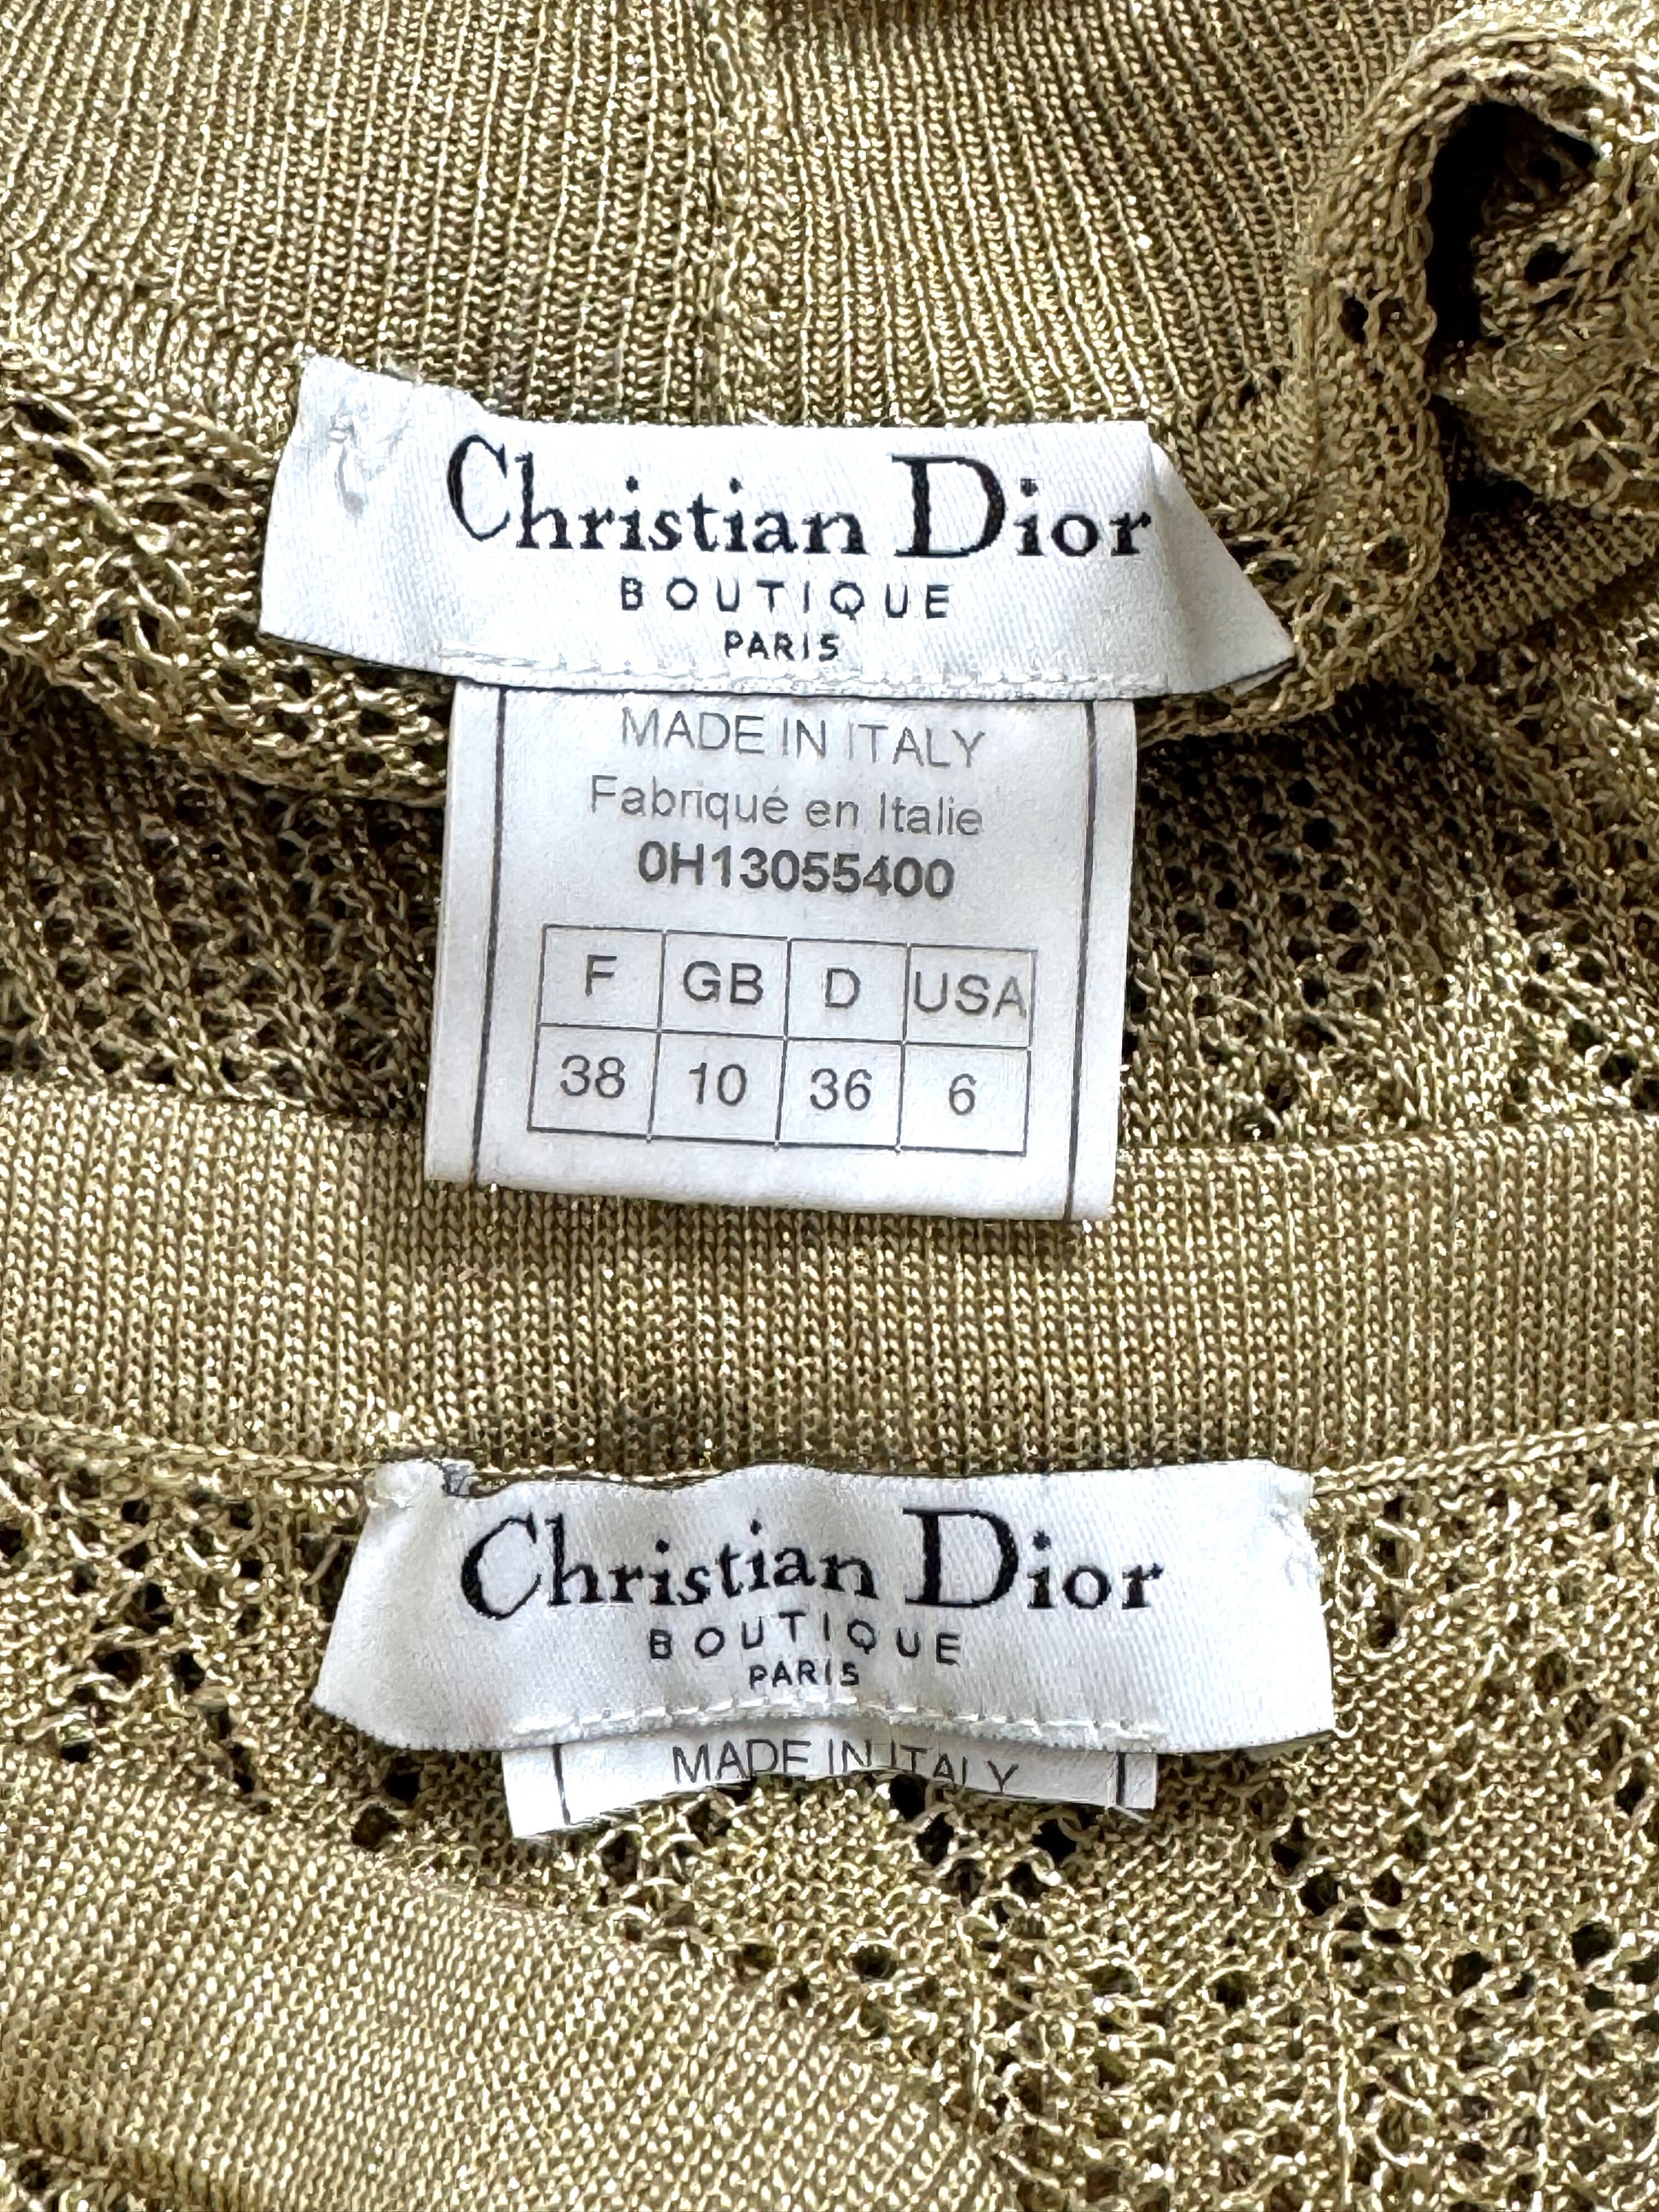 Christian Dior
BOUTIQUE
PARIS
MADE IN ITALY
Fabriqué en Italie
0H13055400
F GB D USA
38 10 36 6
Christian Dior
BOUTIQUE
PARIS
MADE IN ITALY